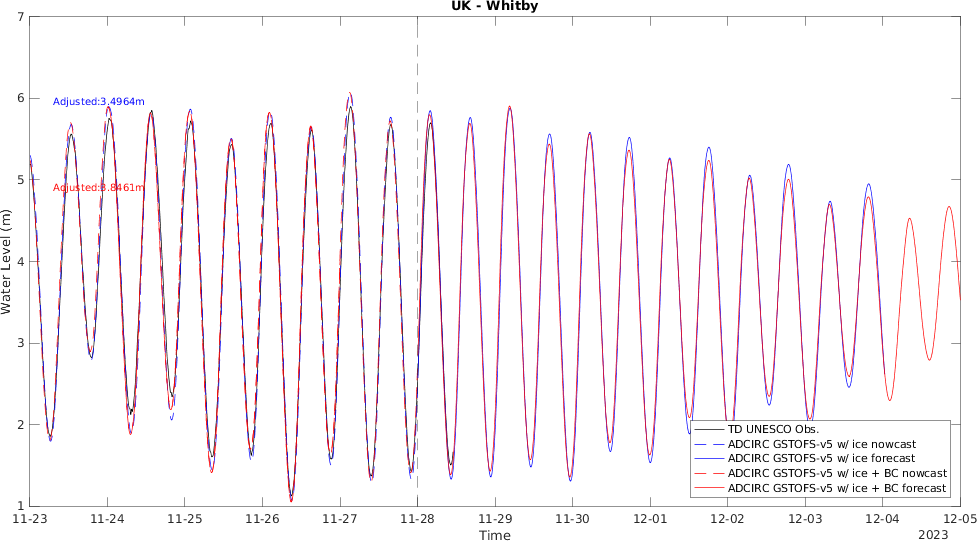 UK - Whitby
7
6
5
4
3
2
1
Water Level (m)
Adjusted:3.4964m
Adjusted:3.8461m
TD UNESCO Obs.
ADCIRC GSTOFS-v5 w/ ice nowcast
ADCIRC GSTOFS-v5 w/ ice forecast
ADCIRC GSTOFS-v5 w/ ice + BC nowcast
ADCIRC GSTOFS-v5 w/ ice + BC forecast
11-23 11-24 11-25 11-26 11-27 11-28 11-29 11-30 12-01 12-02 12-03 12-04 12-05
Time
2023